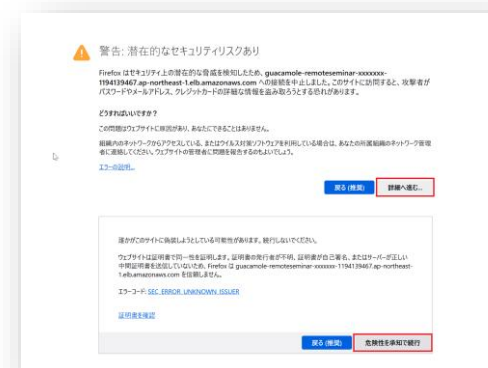 警告: 潜在的なセキュリティリスクあり
Firefox はセキュリティ上の潜在的な脅威を検知したため、guacamole-remoteseminar-xxxxxxx-
1194139467.ap-northeast-1.elb.amazonaws.com への接続を中止しました。このサイトに訪問すると、攻撃者が
パスワードやメールアドレス、クレジットカードの詳細な情報を盗み取ろうとする恐れがあります。
どうすればいいですか?
この問題はウェブサイトに原因があり、あなたにできることはありません。
組織内のネットワークからアクセスしている、またはウイルス対策ソフトウェアを利用している場合は、あなたの所属組織のネットワーク管理
者に連絡してください。ウェブサイトの管理者に問題を報告するのもよいでしょう。
エラーの説明...
戻る (推奨) 詳細へ進む...
誰かがこのサイトに偽装しようとしている可能性があります。続行しないでください。
ウェブサイトは証明書で同一性を証明します。証明書の発行者が不明、証明書が自己署名、またはサーバーが正しい
中間証明書を送信していないため、Firefox は guacamole-remoteseminar-xxxxxxx-1194139467.ap-northeast-
1.elb.amazonaws.com を信頼しません。
エラーコード: SEC_ERROR_UNKNOWN_ISSUER
証明書を確認
戻る (推奨) 危険性を承知で続行